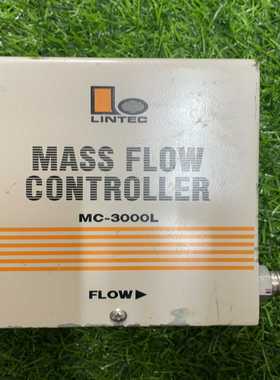 LINTEC
MASS FLOW
CONTROLLER
MC-3000L
FLOW▶